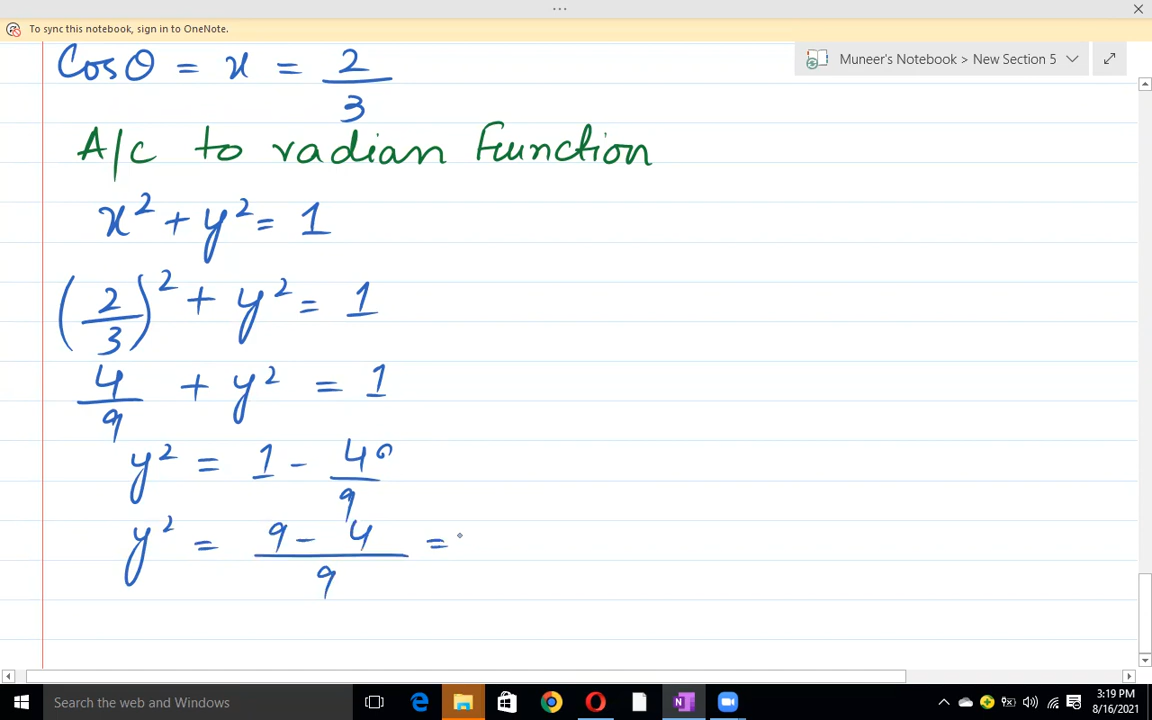 To sync this notebook, sign in to OneNote.
Muneer's Notebook > New Section 5
Cosθ = x = 2/3
A/c to radian Function
x² + y² = 1
(2/3)² + y² = 1
4/9 + y² = 1
y² = 1 - 4/9
y² = 9 - 4/9 =
Search the web and Windows
3:19 PM
8/16/2021